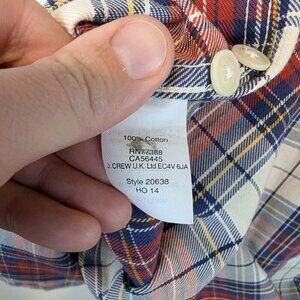 100% Cotton
RN77388
CA56445
J. CREW U.K. Ltd EC4V 6JA
Style 20638
HO 14